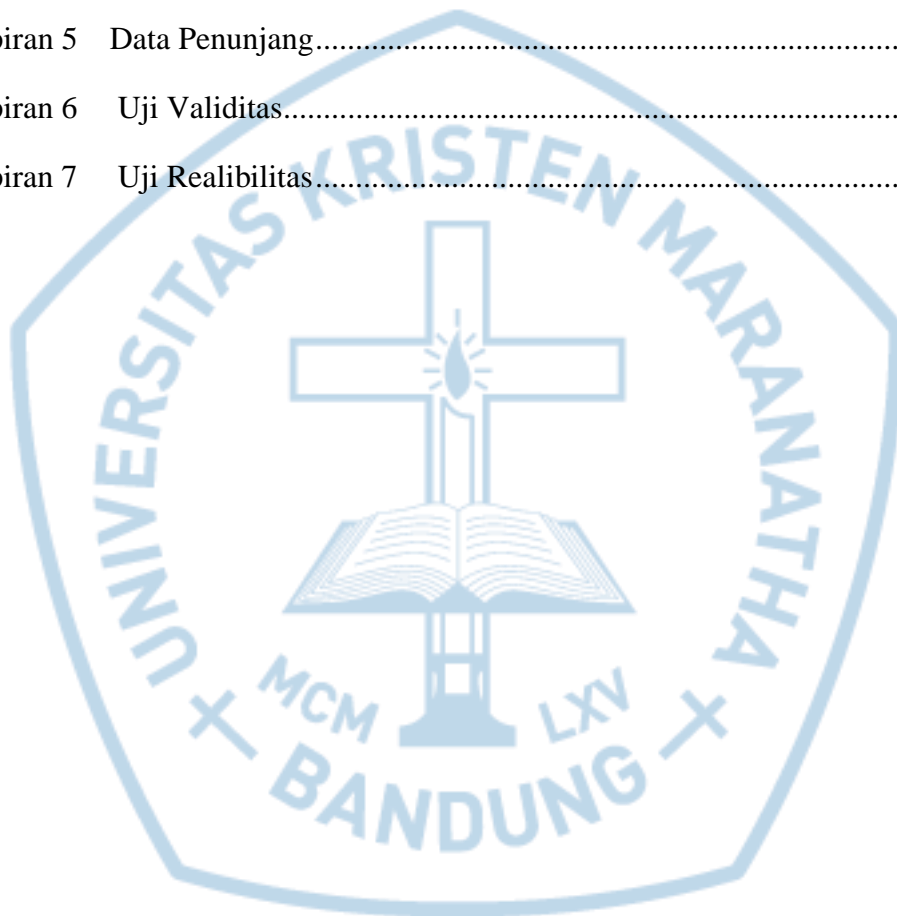 piran 5 Data Penunjang........................................................................
piran 6 Uji Validitas............................................................................
piran 7 Uji Realibilitas........................................................................
UNIVERSITAS KRISTEN MARANATHA
MCM LXV
BANDUNG